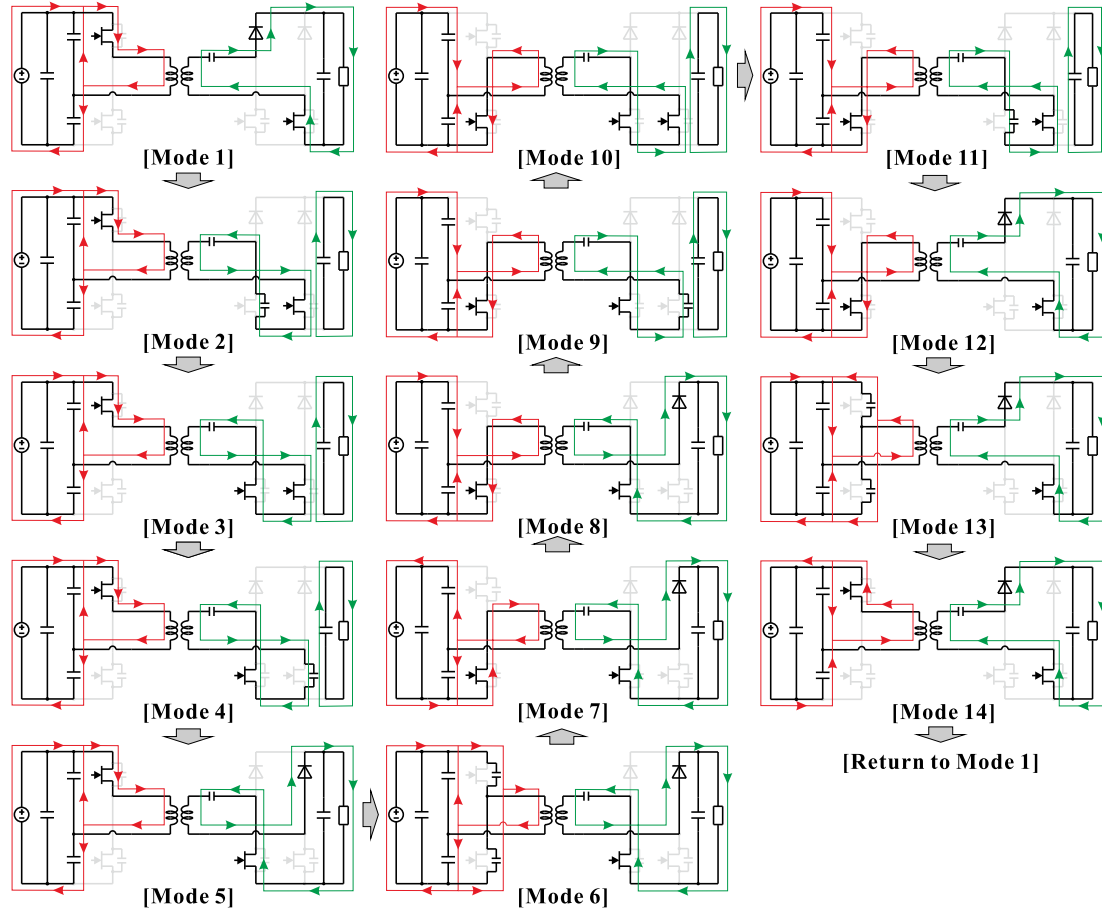 [Mode 1]
[Mode 2]
[Mode 3]
[Mode 4]
[Mode 5]
[Mode 6]
[Mode 7]
[Mode 8]
[Mode 9]
[Mode 10]
[Mode 11]
[Mode 12]
[Mode 13]
[Mode 14]
[Return to Mode 1]